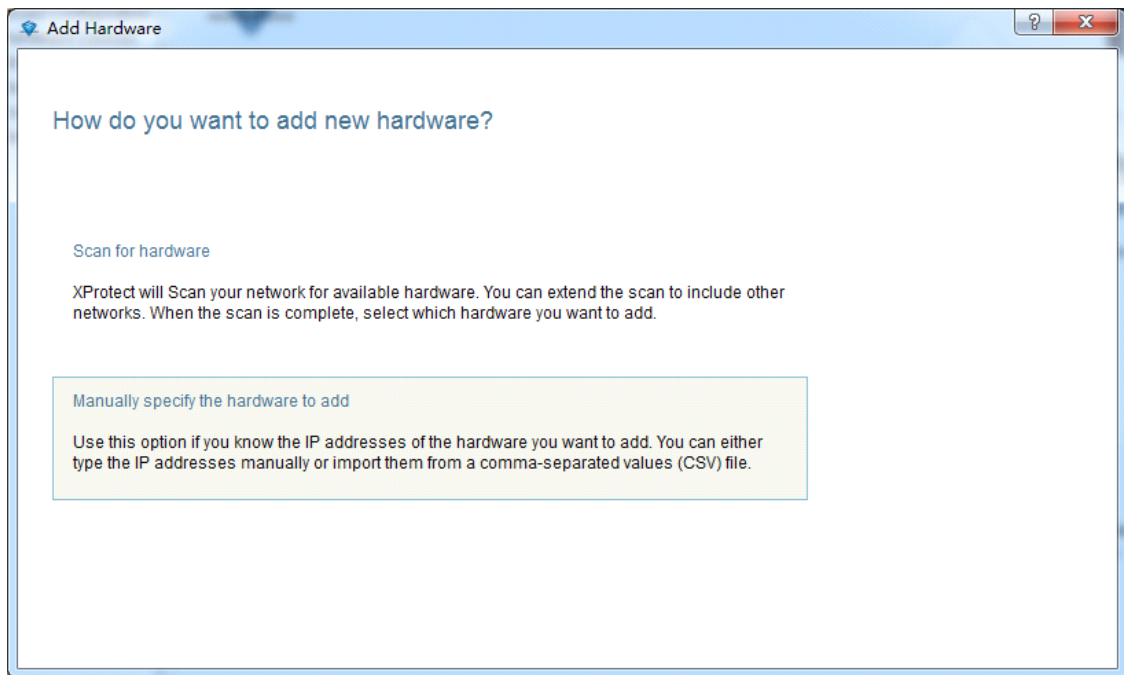 Add Hardware
How do you want to add new hardware?
Scan for hardware
XProtect will Scan your network for available hardware. You can extend the scan to include other
networks. When the scan is complete, select which hardware you want to add.
Manually specify the hardware to add
Use this option if you know the IP addresses of the hardware you want to add. You can either
type the IP addresses manually or import them from a comma-separated values (CSV) file.